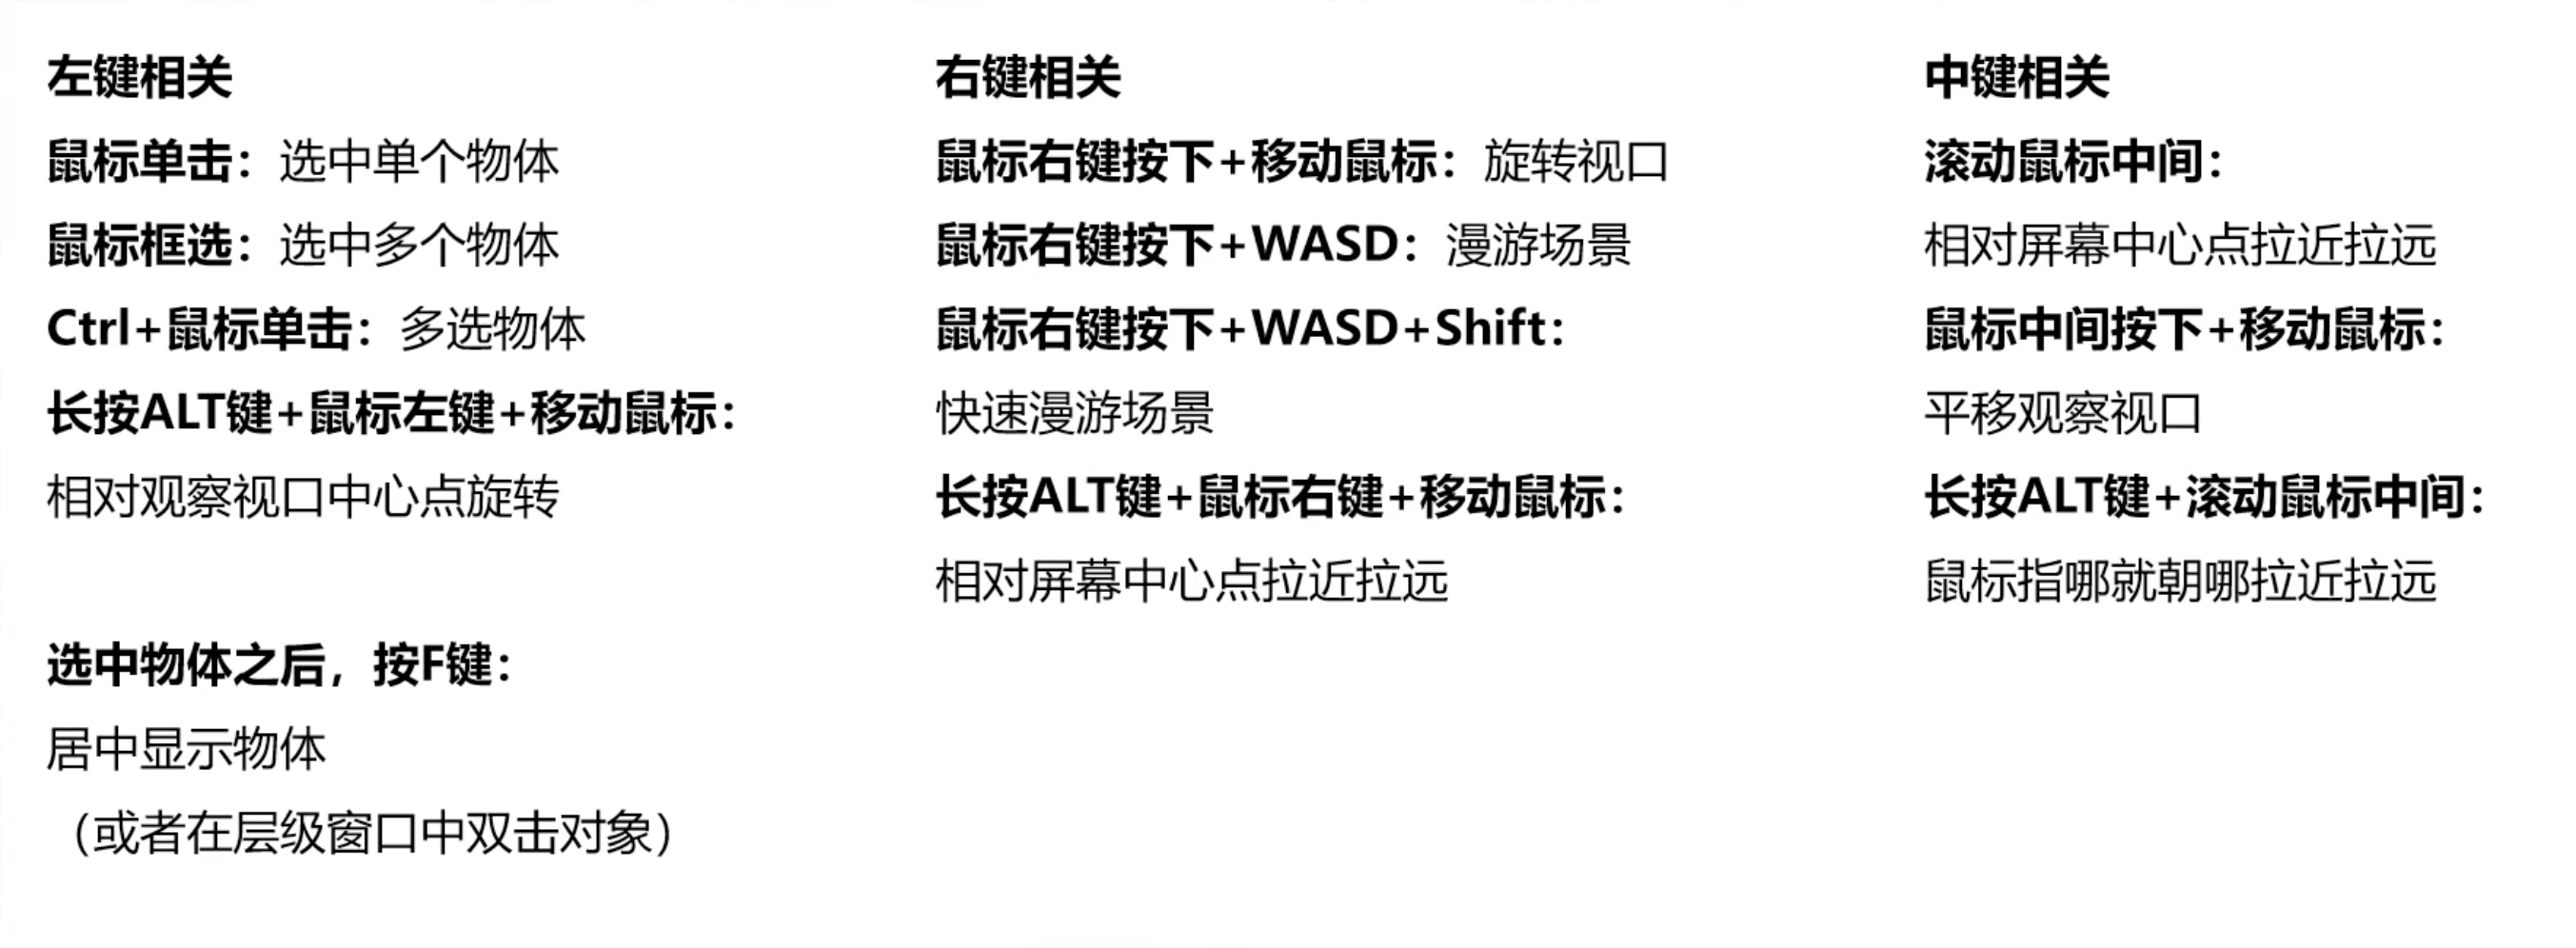 左键相关
鼠标单击：选中单个物体
鼠标框选：选中多个物体
Ctrl+鼠标单击：多选物体
长按ALT键+鼠标左键+移动鼠标：
相对观察视口中心点旋转
选中物体之后，按F键：
居中显示物体
（或者在层级窗口中双击对象）
右键相关
鼠标右键按下+移动鼠标：旋转视口
鼠标右键按下+WASD：漫游场景
鼠标右键按下+WASD+Shift：
快速漫游场景
长按ALT键+鼠标右键+移动鼠标：
相对屏幕中心点拉近拉远
中键相关
滚动鼠标中间：
相对屏幕中心点拉近拉远
鼠标中间按下+移动鼠标：
平移观察视口
长按ALT键+滚动鼠标中间：
鼠标指哪就朝哪拉近拉远